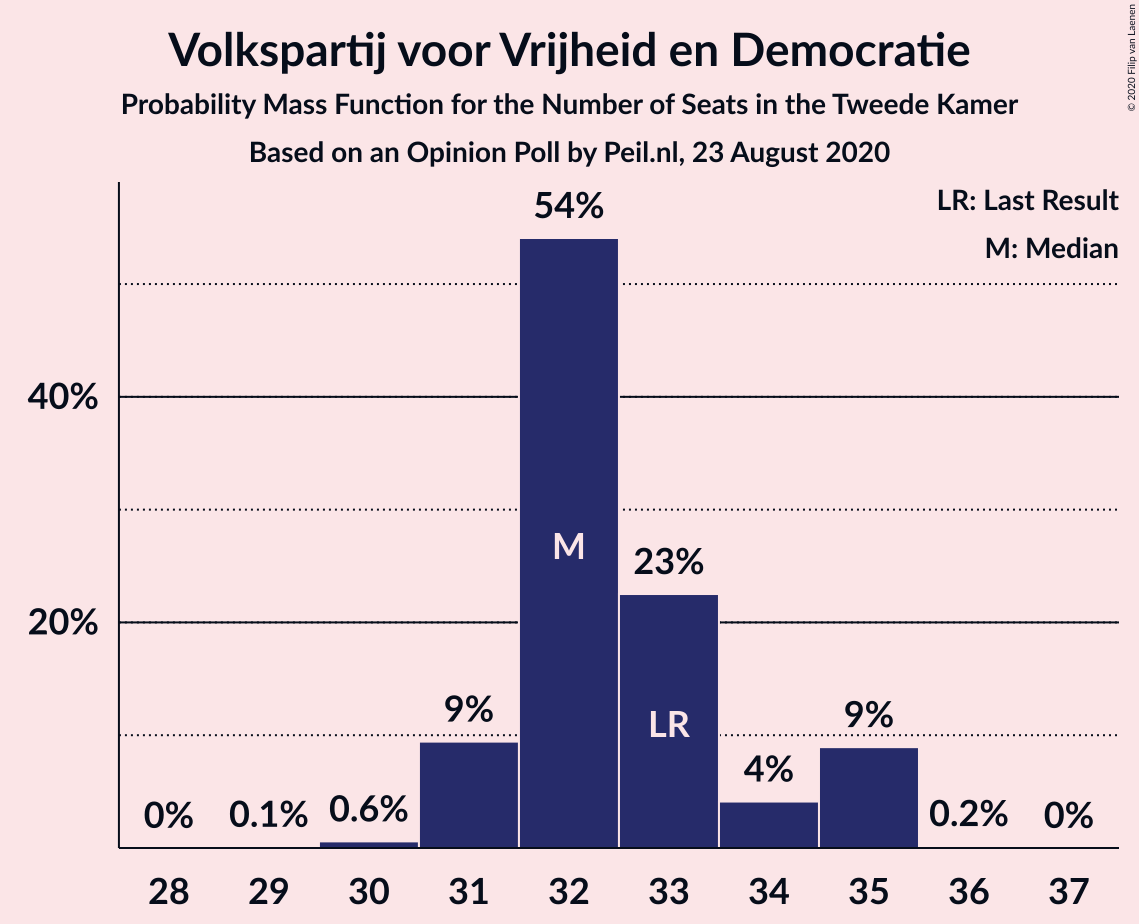 Volkspartij voor Vrijheid en Democratie
Probability Mass Function for the Number of Seats in the Tweede Kamer
Based on an Opinion Poll by Peil.nl, 23 August 2020
© 2020 Filip van Laenen
LR: Last Result
M: Median
54%
40%
M
23%
20%
9%
LR
9%
4%
0%
0.1%
0.6%
0.2%
0%
28 29 30 31 32 33 34 35 36 37